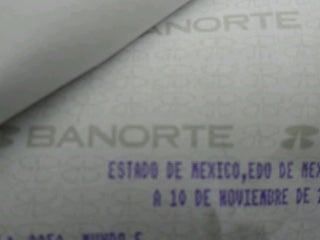 BANORTE
BANORTE
ESTADO DE MEXICO,EDO DE MEX
A 10 DE NOVIEMBRE DE